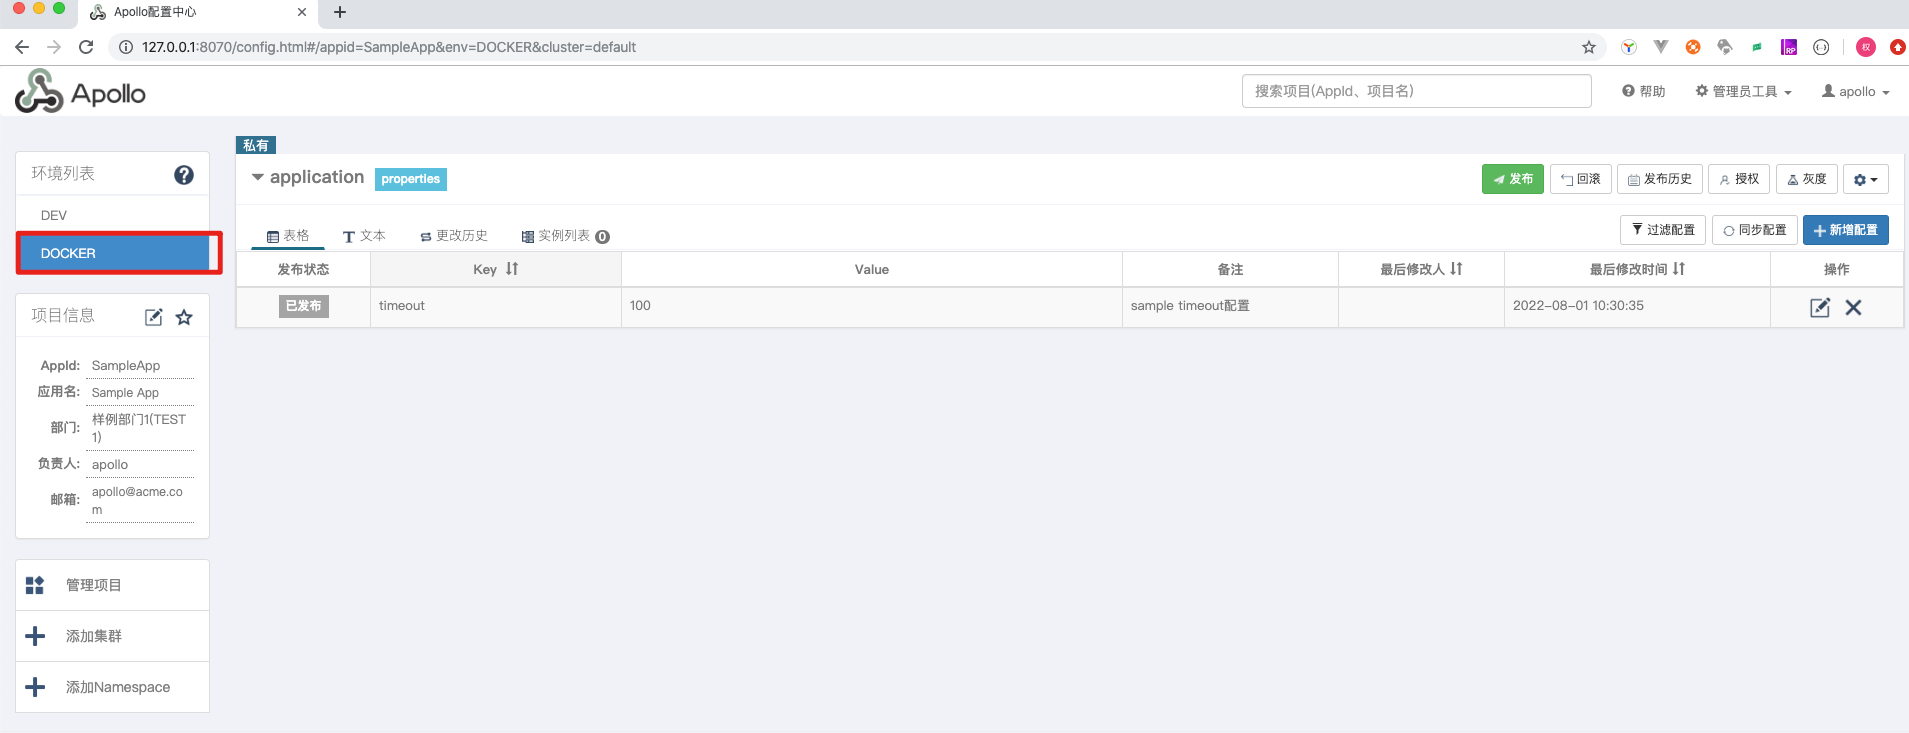 Apollo配置中心
127.0.0.1:8070/config.html#/appid=SampleApp&env=DOCKER&cluster=default
RP
权
Apollo
搜索项目(AppId、项目名)
帮助
管理员工具
apollo
环境列表
DEV
DOCKER
项目信息
AppId: SampleApp
应用名: Sample App
部门: 样例部门1(TEST
1)
负责人: apollo
邮箱: apollo@acme.co
m
管理项目
添加集群
添加Namespace
私有
application properties
发布 回滚 发布历史 授权 灰度
表格 文本 更改历史 实例列表 0
过滤配置 同步配置 新增配置
发布状态 Key Value 备注 最后修改人 最后修改时间 操作
已发布 timeout 100 sample timeout配置 2022-08-01 10:30:35